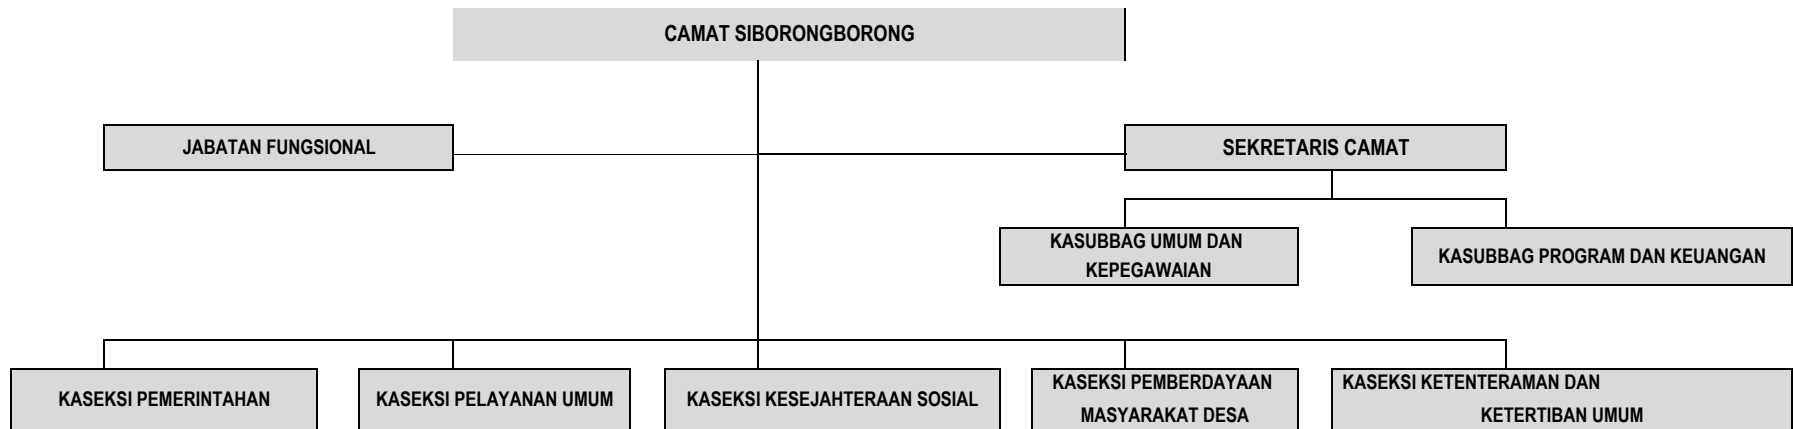 CAMAT SIBORONGBORONG
JABATAN FUNGSIONAL
SEKRETARIS CAMAT
KASUBBAG UMUM DAN
KEPEGAWAIAN
KASUBBAG PROGRAM DAN KEUANGAN
KASEKSI PEMERINTAHAN
KASEKSI PELAYANAN UMUM
KASEKSI KESEJAHTERAAN SOSIAL
KASEKSI PEMBERDAYAAN
MASYARAKAT DESA
KASEKSI KETENTERAMAN DAN
KETERTIBAN UMUM